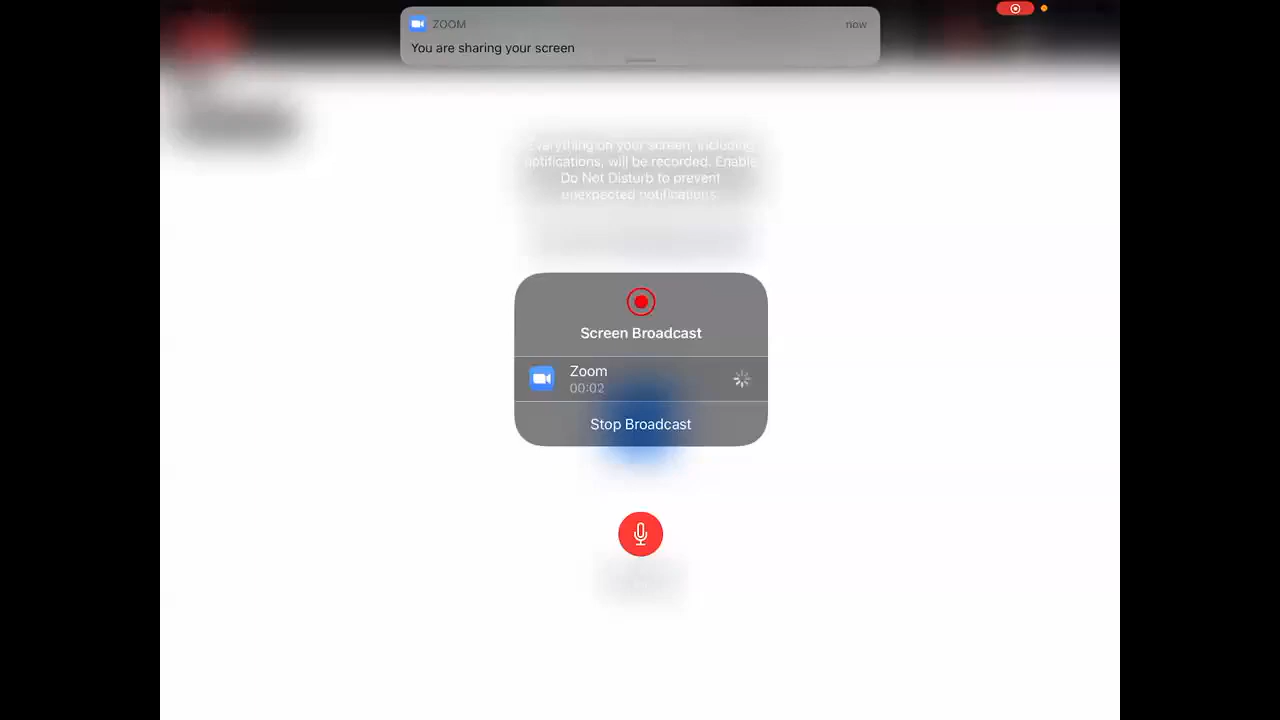 ZOOM
now
You are sharing your screen
Everything on your screen, including
notifications, will be recorded. Enable
Do Not Disturb to prevent
unexpected notifications.
Screen Broadcast
Zoom
00:02
Stop Broadcast